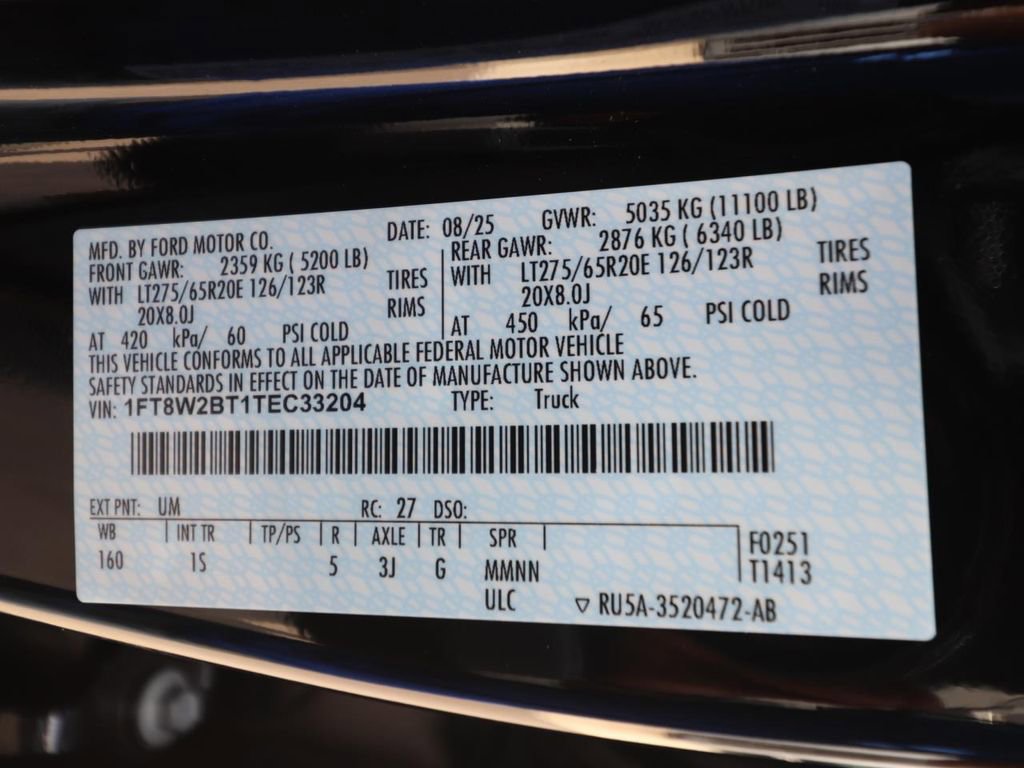 MFD. BY FORD MOTOR CO. DATE: 08/25 GVWR: 5035 KG (11100 LB)
FRONT GAWR: 2359 KG ( 5200 LB) REAR GAWR: 2876 KG ( 6340 LB)
WITH LT275/65R20E 126/123R TIRES WITH LT275/65R20E 126/123R TIRES
20X8.0J RIMS 20X8.0J RIMS
AT 420 kPa/ 60 PSI COLD AT 450 kPa/ 65 PSI COLD
THIS VEHICLE CONFORMS TO ALL APPLICABLE FEDERAL MOTOR VEHICLE
SAFETY STANDARDS IN EFFECT ON THE DATE OF MANUFACTURE SHOWN ABOVE.
VIN: 1FT8W2BT1TEC33204 TYPE: Truck
EXT PNT: UM RC: 27 DSO:
WB INT TR TP/PS R AXLE TR SPR F0251
160 1S 5 3J G MMNN T1413
ULC RU5A-3520472-AB